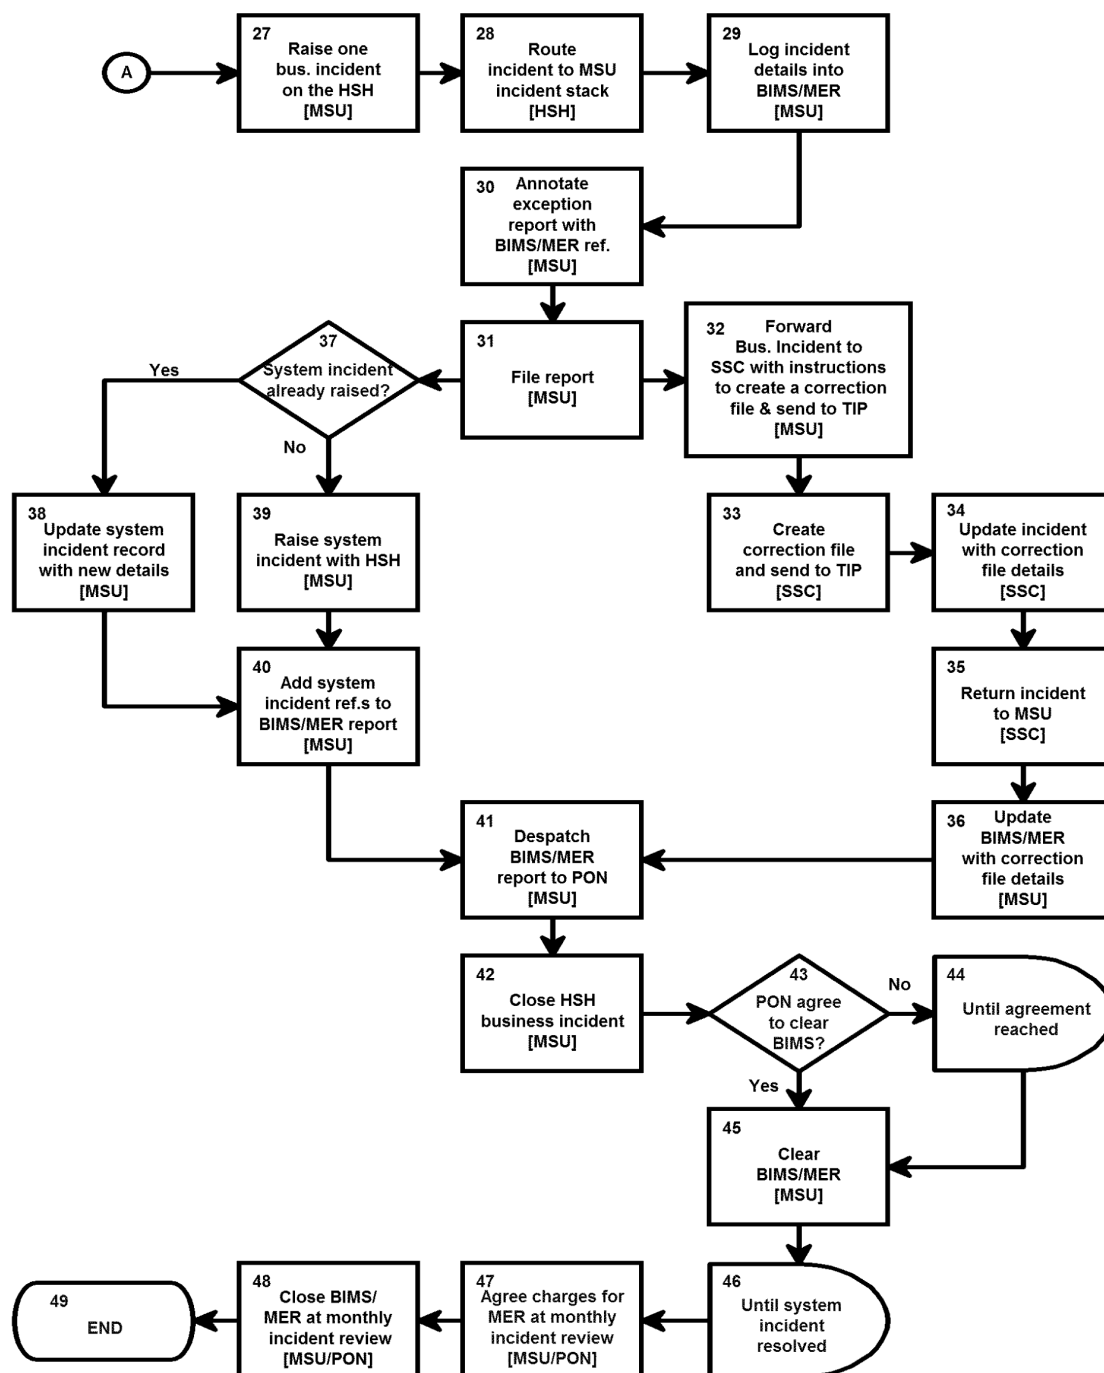 A
27
Raise one
bus. incident
on the HSH
[MSU]
28
Route
incident to MSU
incident stack
[HSH]
29
Log incident
details into
BIMS/MER
[MSU]
30
Annotate
exception
report with
BIMS/MER ref.
[MSU]
31
File report
[MSU]
32
Forward
Bus. Incident to
SSC with instructions
to create a correction
file & send to TIP
[MSU]
37
System incident
already raised?
Yes
No
38
Update system
incident record
with new details
[MSU]
39
Raise system
incident with HSH
[MSU]
33
Create
correction file
and send to TIP
[SSC]
34
Update incident
with correction
file details
[SSC]
40
Add system
incident ref.s to
BIMS/MER report
[MSU]
35
Return incident
to MSU
[SSC]
41
Despatch
BIMS/MER
report to PON
[MSU]
36
Update
BIMS/MER
with correction
file details
[MSU]
42
Close HSH
business incident
[MSU]
43
PON agree
to clear
BIMS?
No
Yes
44
Until agreement
reached
45
Clear
BIMS/MER
[MSU]
49
END
48
Close BIMS/
MER at monthly
incident review
[MSU/PON]
47
Agree charges for
MER at monthly
incident review
[MSU/PON]
46
Until system
incident
resolved